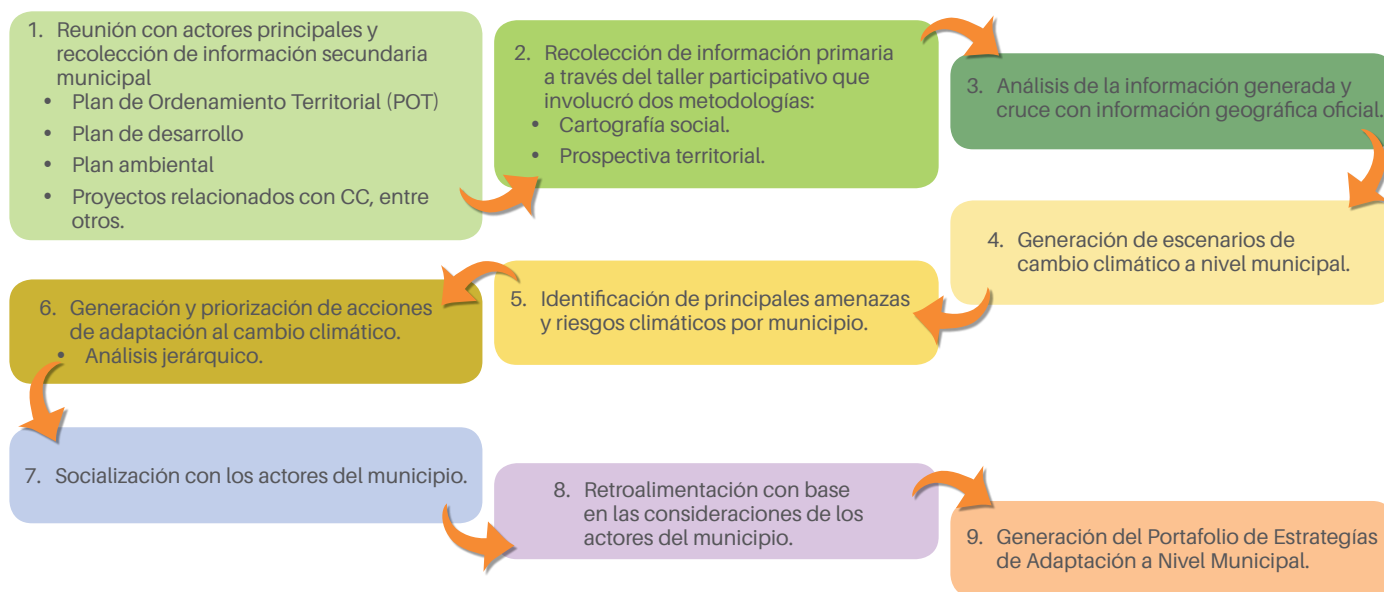 1. Reunión con actores principales y
recolección de información secundaria
municipal
• Plan de Ordenamiento Territorial (POT)
• Plan de desarrollo
• Plan ambiental
• Proyectos relacionados con CC, entre
otros.
2. Recolección de información primaria
a través del taller participativo que
involucró dos metodologías:
• Cartografía social.
• Prospectiva territorial.
3. Análisis de la información generada y
cruce con información geográfica oficial.
4. Generación de escenarios de
cambio climático a nivel municipal.
5. Identificación de principales amenazas
y riesgos climáticos por municipio.
6. Generación y priorización de acciones
de adaptación al cambio climático.
• Análisis jerárquico.
7. Socialización con los actores del municipio.
8. Retroalimentación con base
en las consideraciones de los
actores del municipio.
9. Generación del Portafolio de Estrategías
de Adaptación a Nivel Municipal.